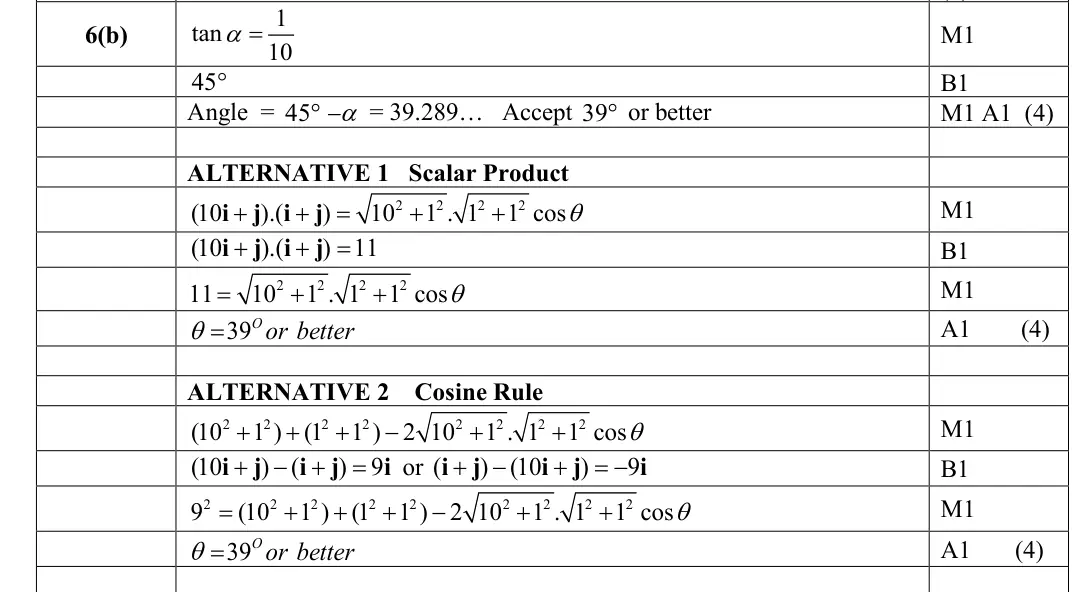 6(b) tan α = 1/10 M1
45° B1
Angle = 45° –α = 39.289… Accept 39° or better M1 A1 (4)
ALTERNATIVE 1 Scalar Product
(10i + j).(i + j) = √(10² + 1²).√(1² + 1²) cos θ M1
(10i + j).(i + j) = 11 B1
11 = √(10² + 1²).√(1² + 1²) cos θ M1
θ = 39ᴼ or better A1 (4)
ALTERNATIVE 2 Cosine Rule
(10² + 1²) + (1² + 1²) – 2√(10² + 1²).√(1² + 1²) cos θ M1
(10i + j) – (i + j) = 9i or (i + j) – (10i + j) = –9i B1
9² = (10² + 1²) + (1² + 1²) – 2√(10² + 1²).√(1² + 1²) cos θ M1
θ = 39ᴼ or better A1 (4)